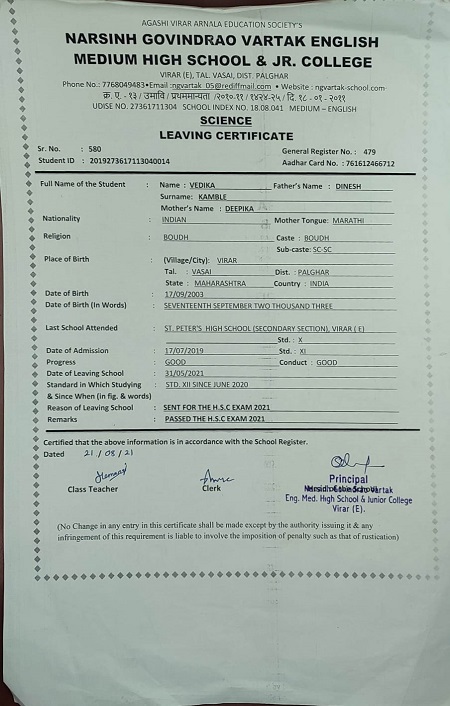 AGASHI VIRAR ARNALA EDUCATION SOCIETY'S
NARSINH GOVINDRAO VARTAK ENGLISH
MEDIUM HIGH SCHOOL & JR. COLLEGE
VIRAR (E), TAL. VASAI, DIST. PALGHAR
Phone No.: 7768049483•Email :ngvartak_05@rediffmail.com • Website : ngvartak-school.com
क्र. ए. - १३ / उमावि / प्रथममान्यता /२०१०-११ / १४२४-२५ / दि. १८ - ०१ - २०११
UDISE NO. 27361711304 SCHOOL INDEX NO. 18.08.041 MEDIUM – ENGLISH
SCIENCE
LEAVING CERTIFICATE
Sr. No. : 580 General Register No. : 479
Student ID : 2019273617113040014 Aadhar Card No. : 761612466712
Full Name of the Student : Name : VEDIKA Father's Name : DINESH
Surname: KAMBLE
Mother's Name : DEEPIKA
Nationality : INDIAN Mother Tongue: MARATHI
Religion : BOUDH Caste : BOUDH
Sub-caste: SC-SC
Place of Birth : (Village/City): VIRAR
Tal. : VASAI Dist. : PALGHAR
State : MAHARASHTRA Country : INDIA
Date of Birth : 17/09/2003
Date of Birth (In Words) : SEVENTEENTH SEPTEMBER TWO THOUSAND THREE
Last School Attended : ST. PETER'S HIGH SCHOOL (SECONDARY SECTION), VIRAR ( E)
Std. : X
Date of Admission : 17/07/2019 Std. : XI
Progress : GOOD Conduct : GOOD
Date of Leaving School : 31/05/2021
Standard in Which Studying : STD. XII SINCE JUNE 2020
& Since When (in fig. & words)
Reason of Leaving School : SENT FOR THE H.S.C EXAM 2021
Remarks : PASSED THE H.S.C EXAM 2021
Certified that the above information is in accordance with the School Register.
Dated 21/08/21
Class Teacher Clerk Principal
Eng. Med. High School & Junior College
Virar (E).
(No Change in any entry in this certificate shall be made except by the authority issuing it & any
infringement of this requirement is liable to involve the imposition of penalty such as that of rustication)